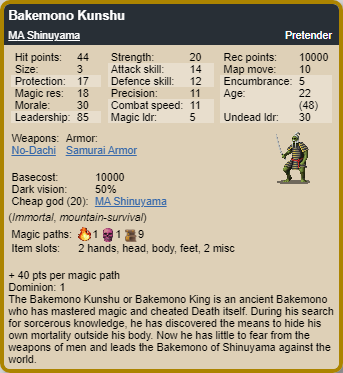 Bakemono Kunshu
MA Shinuyama Pretender
Hit points: 44 Strength: 20 Rec points: 10000
Size: 3 Attack skill: 14 Map move: 10
Protection: 17 Defence skill: 12 Encumbrance: 5
Magic res: 18 Precision: 11 Age: 22
Morale: 30 Combat speed: 11 (48)
Leadership: 85 Magic ldr: 5 Undead ldr: 30
Weapons: Armor:
No-Dachi Samurai Armor
Basecost: 10000
Dark vision: 50%
Cheap god (20): MA Shinuyama
(Immortal, mountain-survival)
Magic paths: 1 1 9
Item slots: 2 hands, head, body, feet, 2 misc
+ 40 pts per magic path
Dominion: 1
The Bakemono Kunshu or Bakemono King is an ancient Bakemono
who has mastered magic and cheated Death itself. During his search
for sorcerous knowledge, he has discovered the means to hide his
own mortality outside his body. Now he has little to fear from the
weapons of men and leads the Bakemono of Shinuyama against the
world.